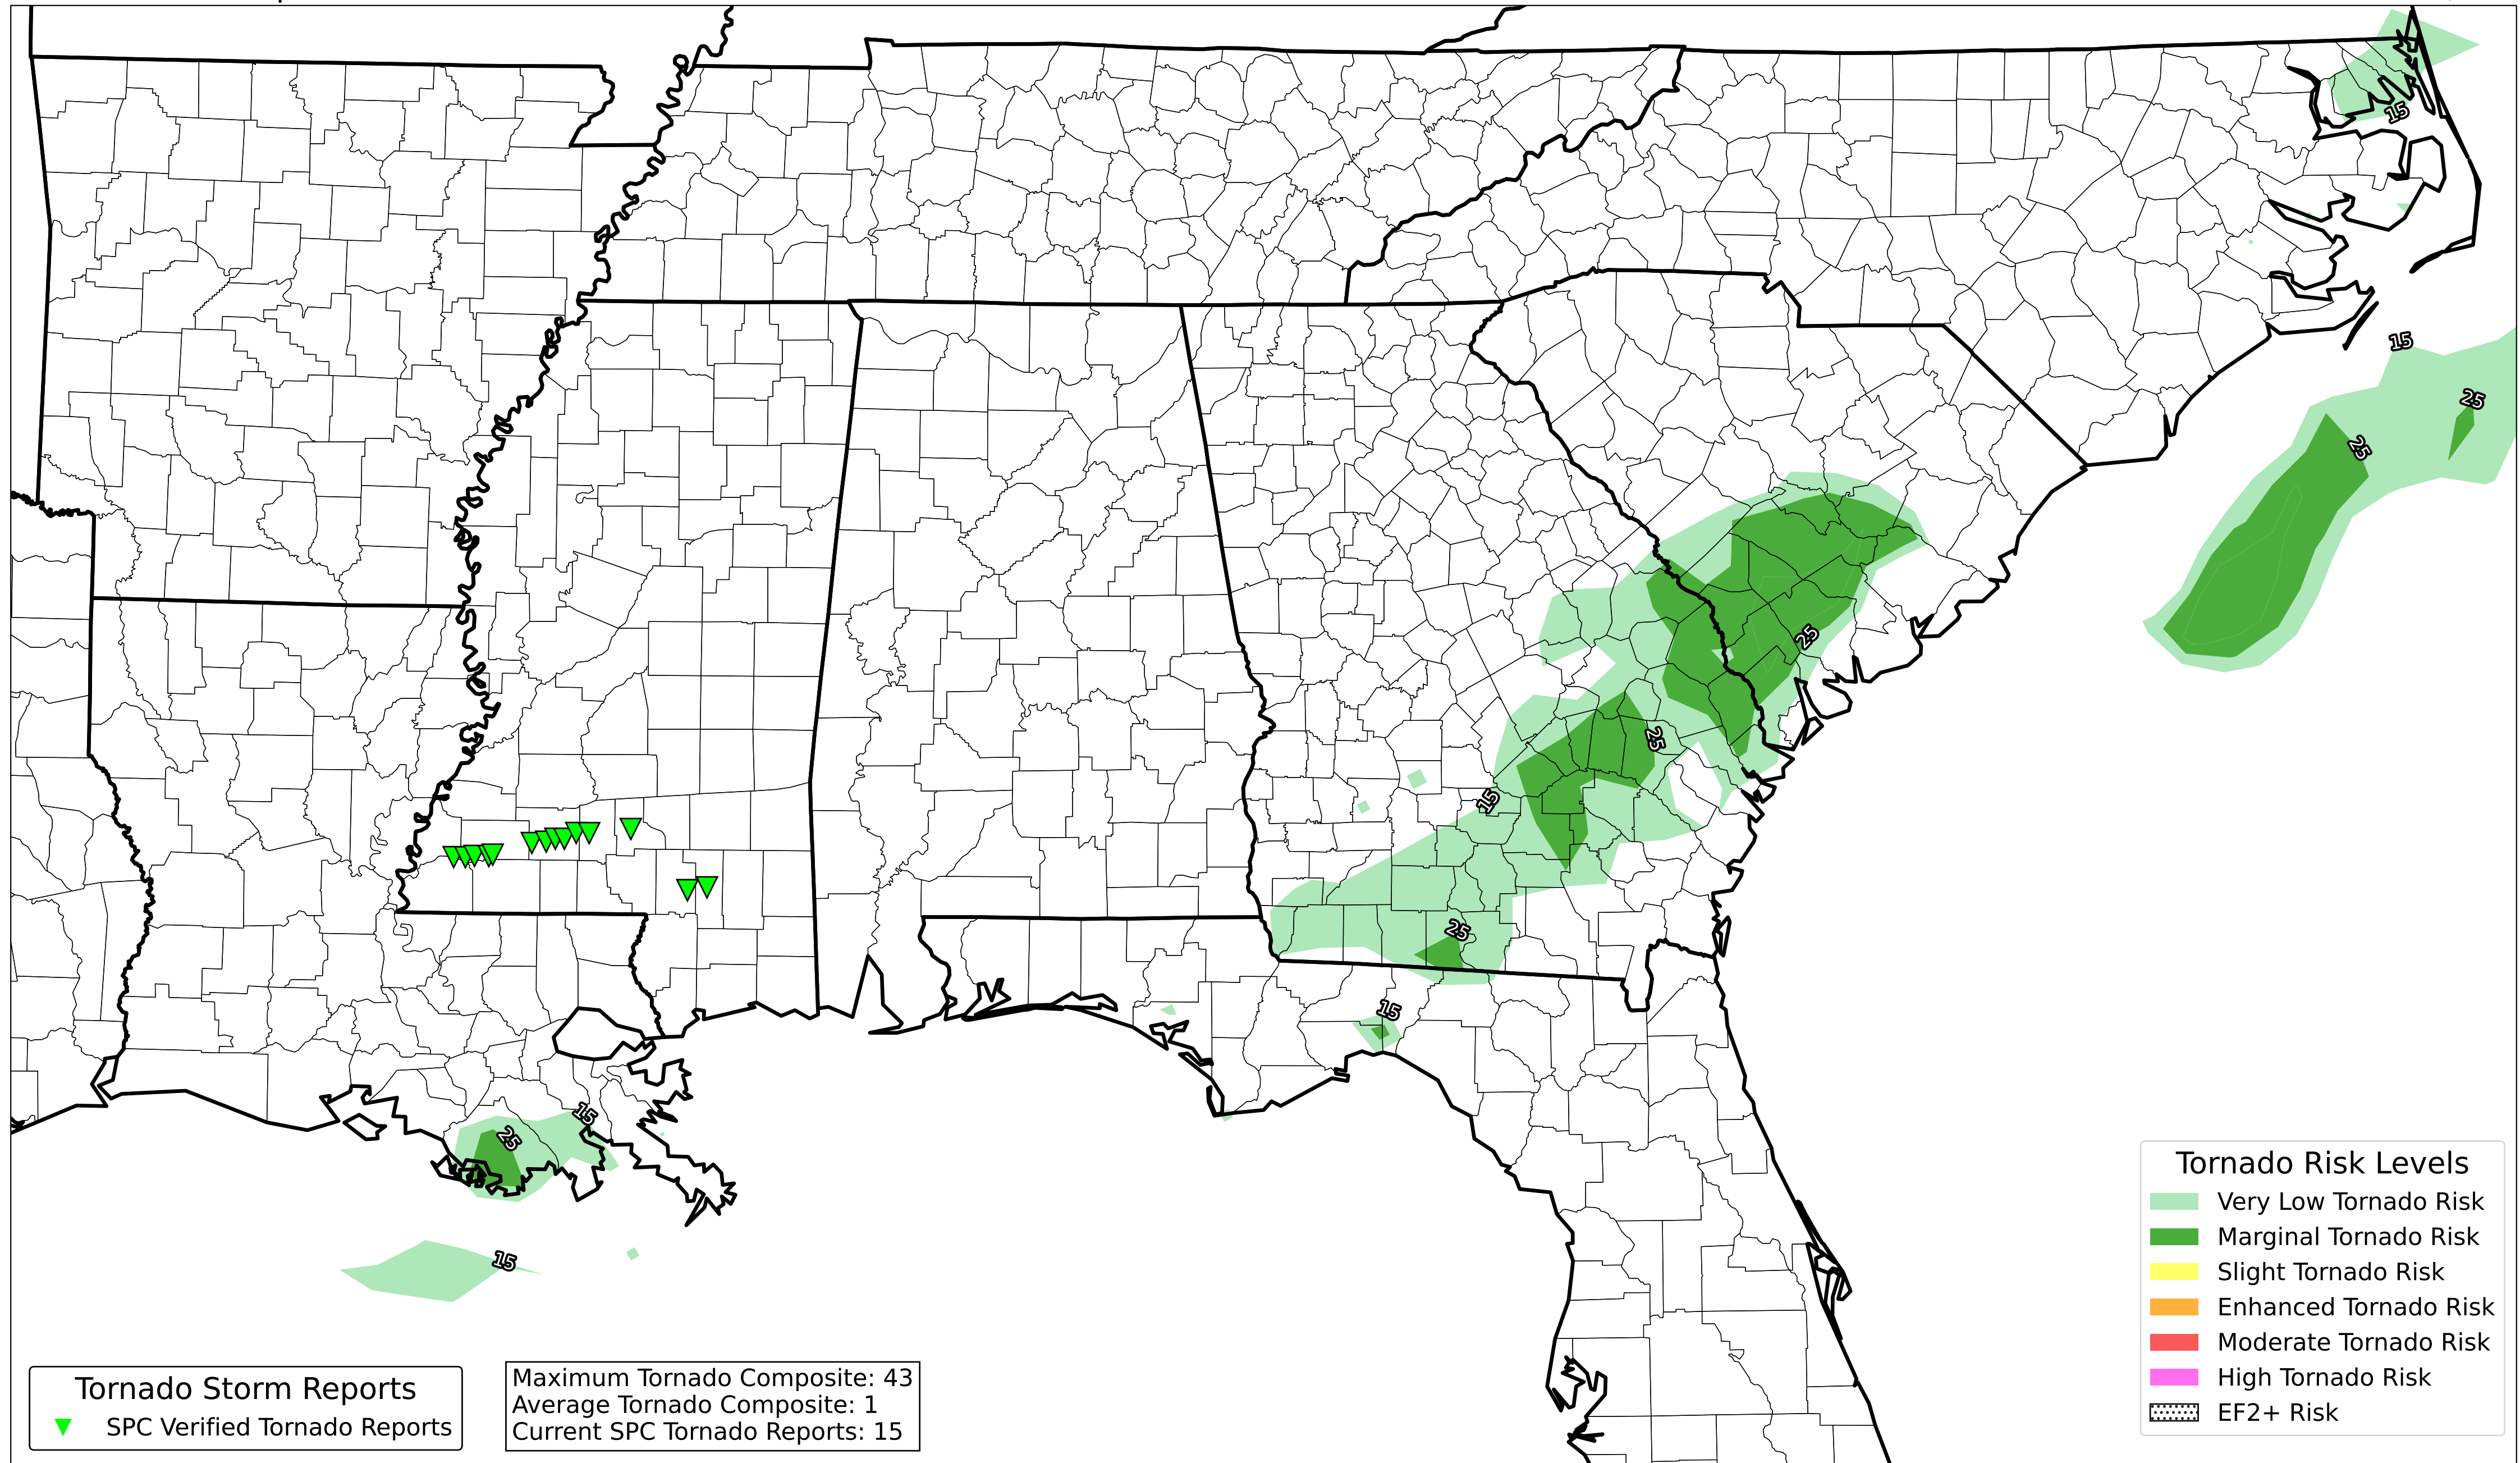 15
15
25
25
25
25
15
25
15
15
25
15
Tornado Risk Levels
Very Low Tornado Risk
Marginal Tornado Risk
Slight Tornado Risk
Enhanced Tornado Risk
Moderate Tornado Risk
High Tornado Risk
EF2+ Risk
Tornado Storm Reports
SPC Verified Tornado Reports
Maximum Tornado Composite: 43
Average Tornado Composite: 1
Current SPC Tornado Reports: 15